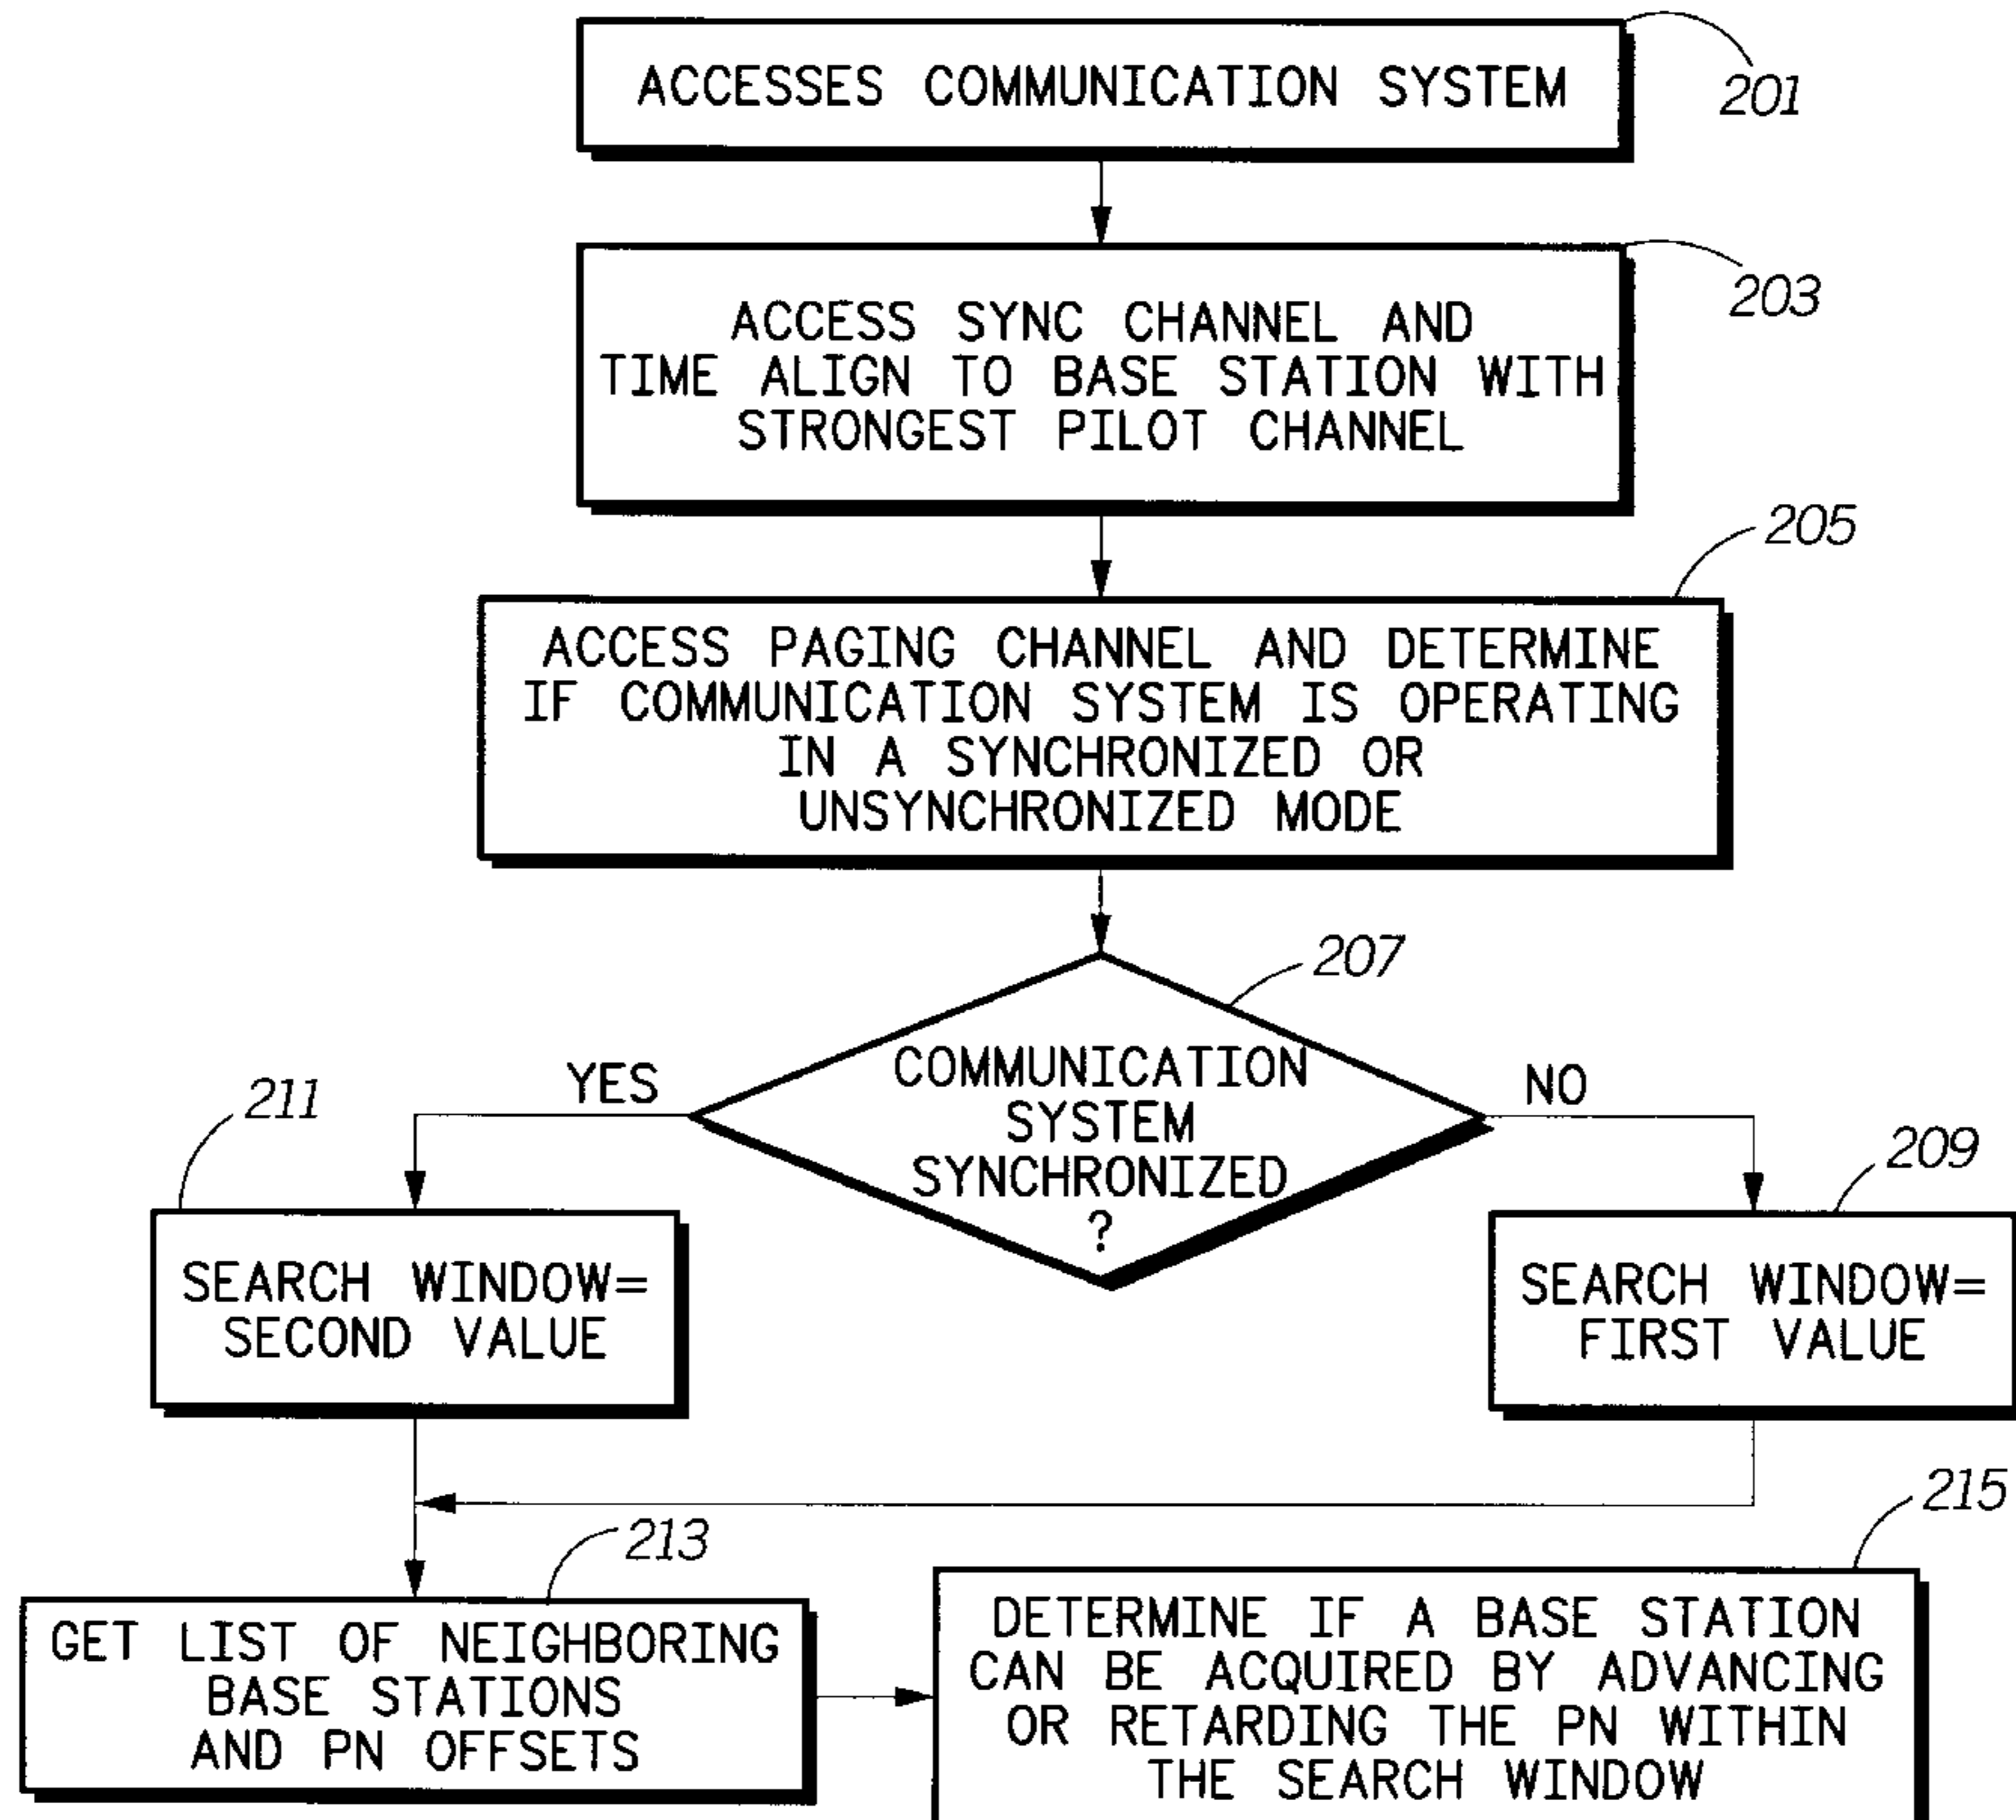 ACCESSES COMMUNICATION SYSTEM
201
ACCESS SYNC CHANNEL AND
TIME ALIGN TO BASE STATION WITH
STRONGEST PILOT CHANNEL
203
205
ACCESS PAGING CHANNEL AND DETERMINE
IF COMMUNICATION SYSTEM IS OPERATING
IN A SYNCHRONIZED OR
UNSYNCHRONIZED MODE
207
COMMUNICATION
SYSTEM
SYNCHRONIZED
?
YES
NO
211
SEARCH WINDOW=
SECOND VALUE
209
SEARCH WINDOW=
FIRST VALUE
213
GET LIST OF NEIGHBORING
BASE STATIONS
AND PN OFFSETS
215
DETERMINE IF A BASE STATION
CAN BE ACQUIRED BY ADVANCING
OR RETARDING THE PN WITHIN
THE SEARCH WINDOW